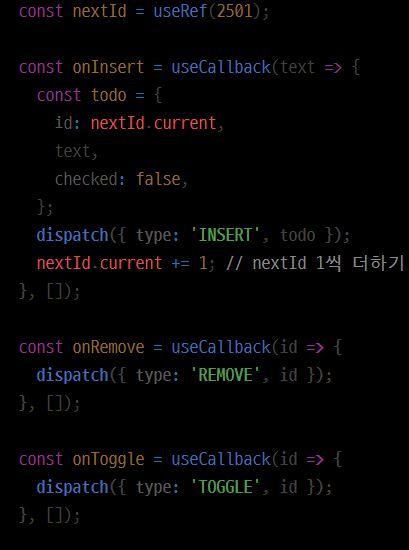 const nextId = useRef(2501);
const onInsert = useCallback(text => {
const todo = {
id: nextId.current,
text,
checked: false,
};
dispatch({ type: 'INSERT', todo });
nextId.current += 1; // nextId 1씩 더하기
}, []);
const onRemove = useCallback(id => {
dispatch({ type: 'REMOVE', id });
}, []);
const onToggle = useCallback(id => {
dispatch({ type: 'TOGGLE', id });
}, []);